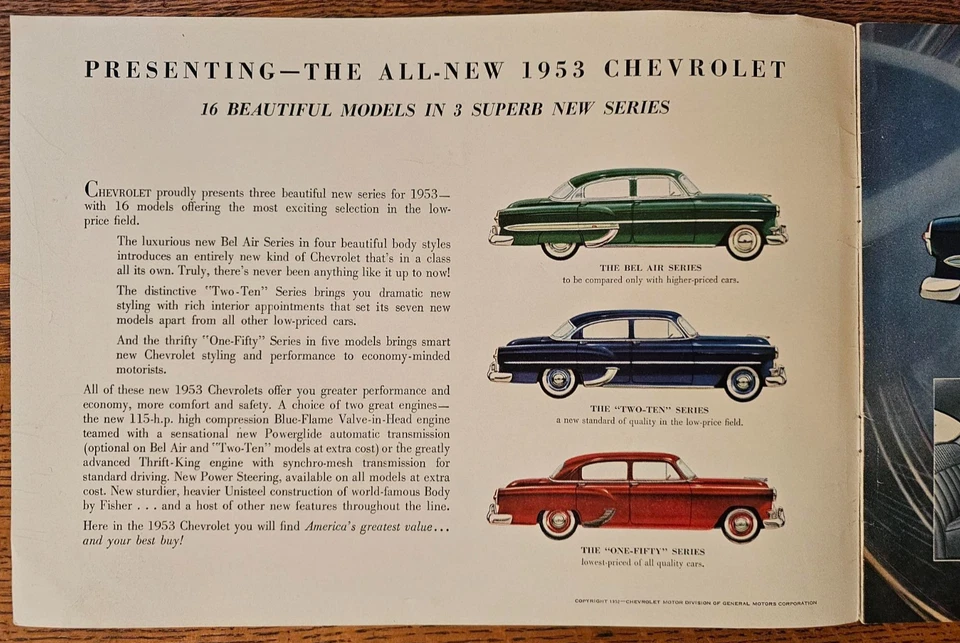 PRESENTING—THE ALL-NEW 1953 CHEVROLET
16 BEAUTIFUL MODELS IN 3 SUPERB NEW SERIES
CHEVROLET proudly presents three beautiful new series for 1953—
with 16 models offering the most exciting selection in the low-
price field.
The luxurious new Bel Air Series in four beautiful body styles
introduces an entirely new kind of Chevrolet that's in a class
all its own. Truly, there's never been anything like it up to now!
The distinctive "Two-Ten" Series brings you dramatic new
styling with rich interior appointments that set its seven new
models apart from all other low-priced cars.
And the thrifty "One-Fifty" Series in five models brings smart
new Chevrolet styling and performance to economy-minded
motorists.
All of these new 1953 Chevrolets offer you greater performance and
economy, more comfort and safety. A choice of two great engines—
the new 115-h.p. high compression Blue-Flame Valve-in-Head engine
teamed with a sensational new Powerglide automatic transmission
(optional on Bel Air and "Two-Ten" models at extra cost) or the greatly
advanced Thrift-King engine with synchro-mesh transmission for
standard driving. New Power Steering, available on all models at extra
cost. New sturdier, heavier Unisteel construction of world-famous Body
by Fisher . . . and a host of other new features throughout the line.
Here in the 1953 Chevrolet you will find America's greatest value...
and your best buy!
THE BEL AIR SERIES
to be compared only with higher-priced cars.
THE "TWO-TEN" SERIES
a new standard of quality in the low-price field.
THE "ONE-FIFTY" SERIES
lowest-priced of all quality cars.
COPYRIGHT 1952—CHEVROLET MOTOR DIVISION OF GENERAL MOTORS CORPORATION